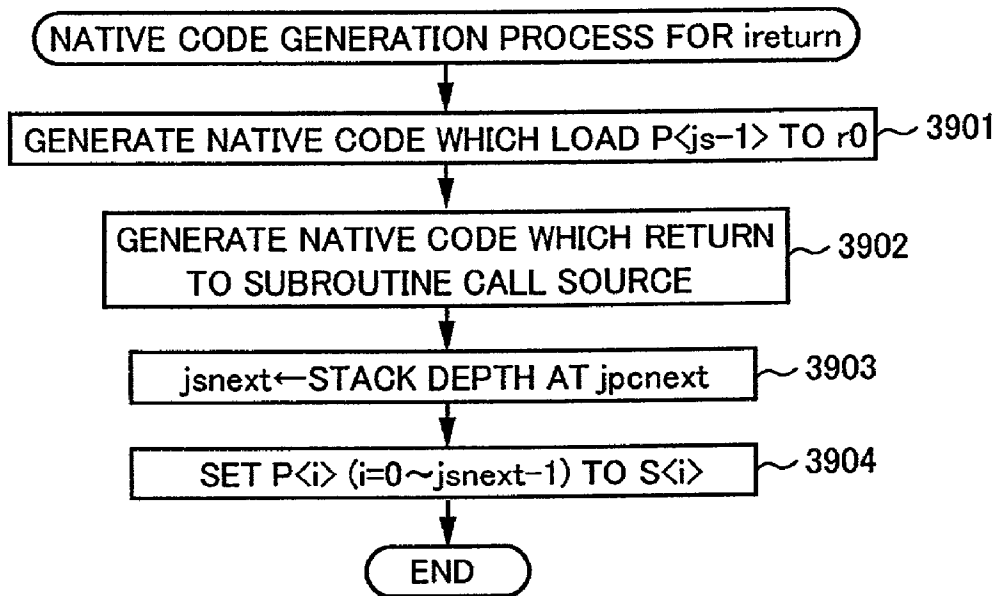 NATIVE CODE GENERATION PROCESS FOR ireturn
GENERATE NATIVE CODE WHICH LOAD P<js-1> TO r0
3901
GENERATE NATIVE CODE WHICH RETURN
TO SUBROUTINE CALL SOURCE
3902
jsnext←STACK DEPTH AT jpcnext
3903
SET P<i> (i=0~jsnext-1) TO S<i>
3904
END